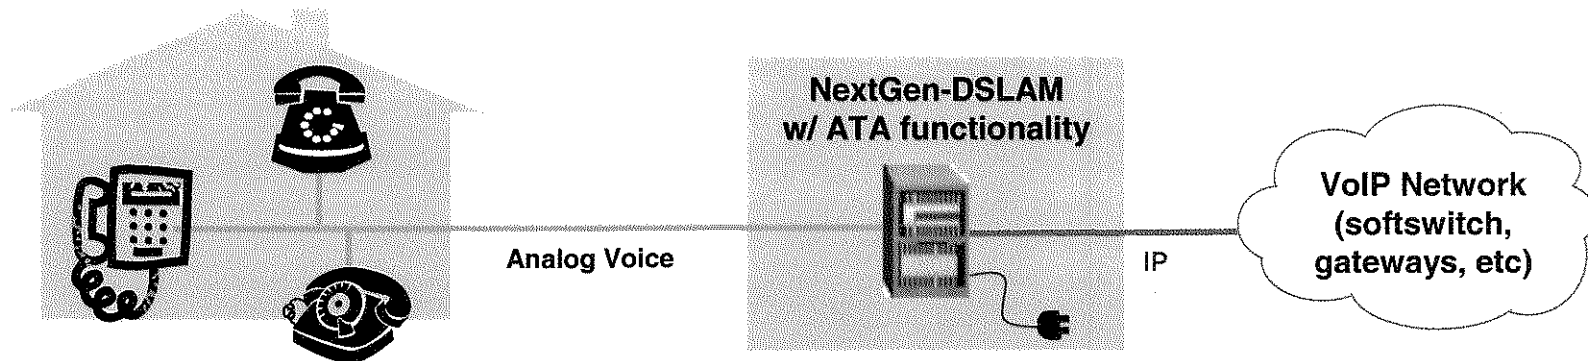 NextGen-DSLAM
w/ ATA functionality
Analog Voice
IP
VoIP Network
(softswitch,
gateways, etc)